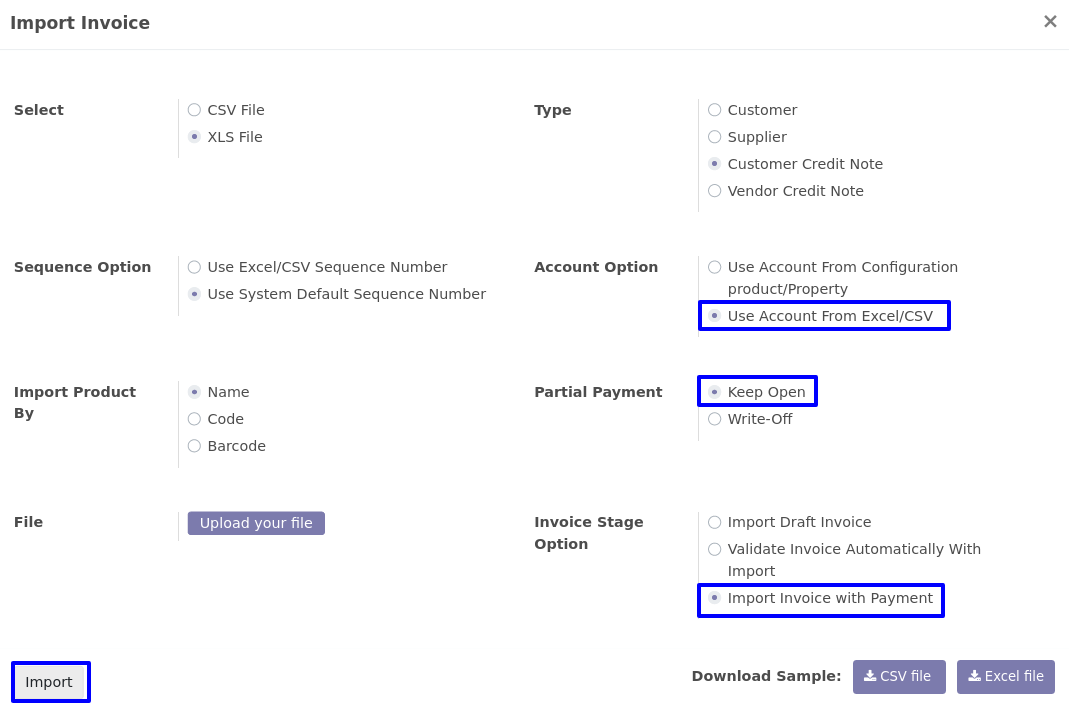 Import Invoice
×
Select
CSV File
XLS File
Type
Customer
Supplier
Customer Credit Note
Vendor Credit Note
Sequence Option
Use Excel/CSV Sequence Number
Use System Default Sequence Number
Account Option
Use Account From Configuration
product/Property
Use Account From Excel/CSV
Import Product
By
Name
Code
Barcode
Partial Payment
Keep Open
Write-Off
File
Upload your file
Invoice Stage
Option
Import Draft Invoice
Validate Invoice Automatically With
Import
Import Invoice with Payment
Import
Download Sample:
CSV file
Excel file